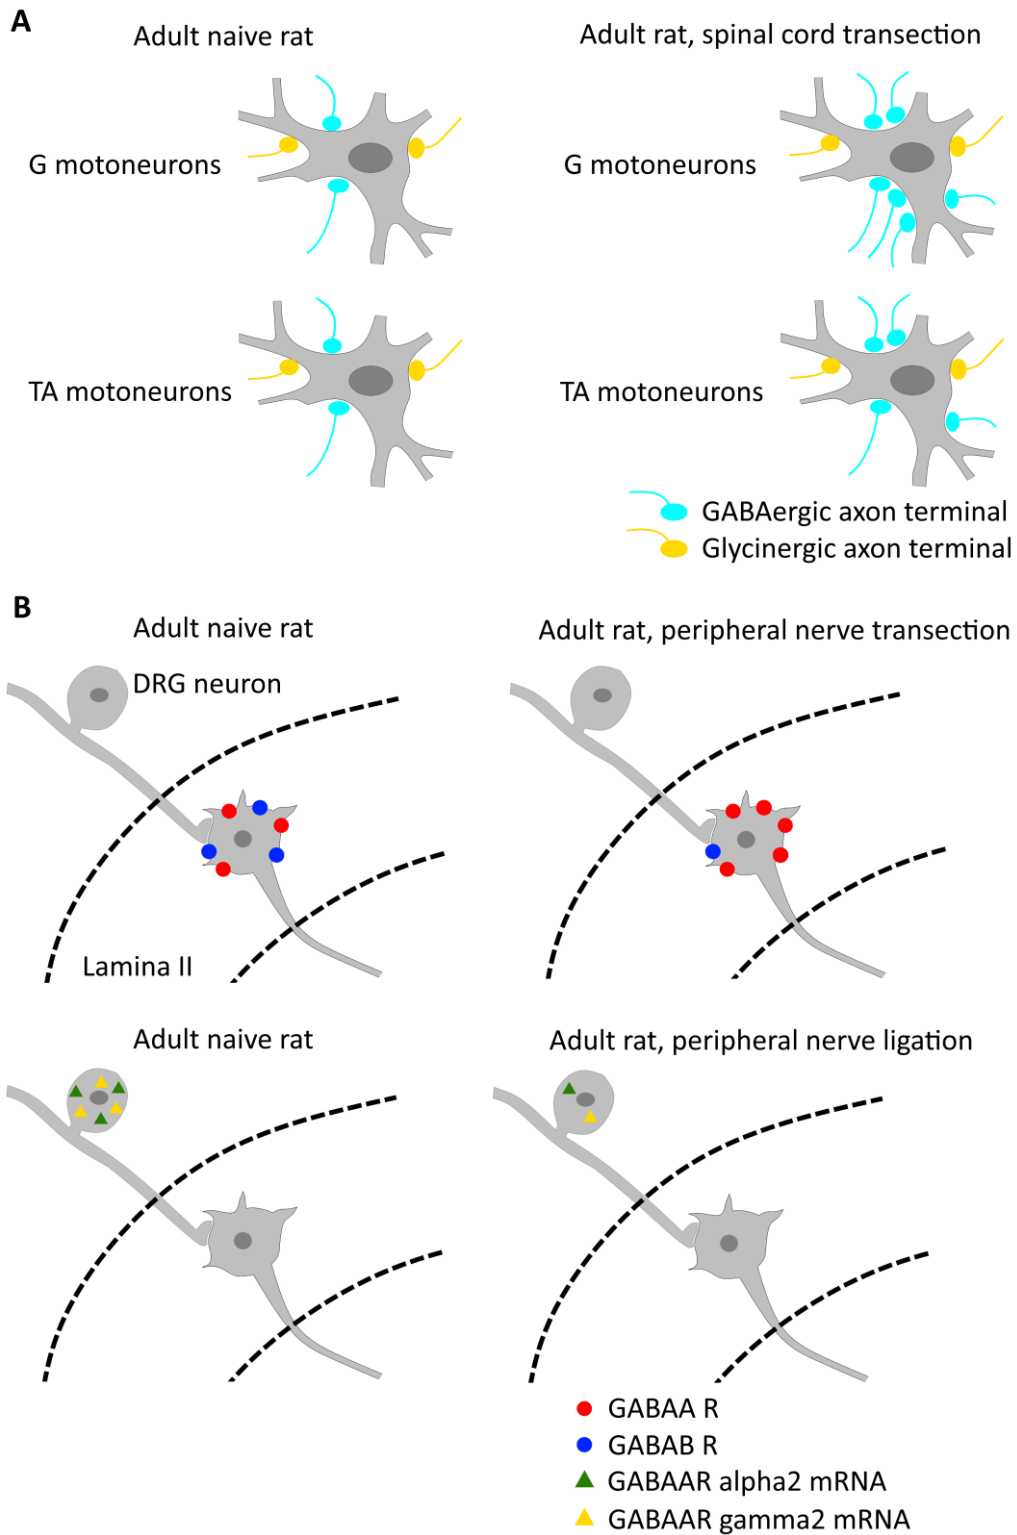 A
Adult naive rat
Adult rat, spinal cord transection
G motoneurons
G motoneurons
TA motoneurons
TA motoneurons
GABAergic axon terminal
Glycinergic axon terminal
B
Adult naive rat
Adult rat, peripheral nerve transection
DRG neuron
Lamina II
Adult naive rat
Adult rat, peripheral nerve ligation
GABAA R
GABAB R
GABAAR alpha2 mRNA
GABAAR gamma2 mRNA